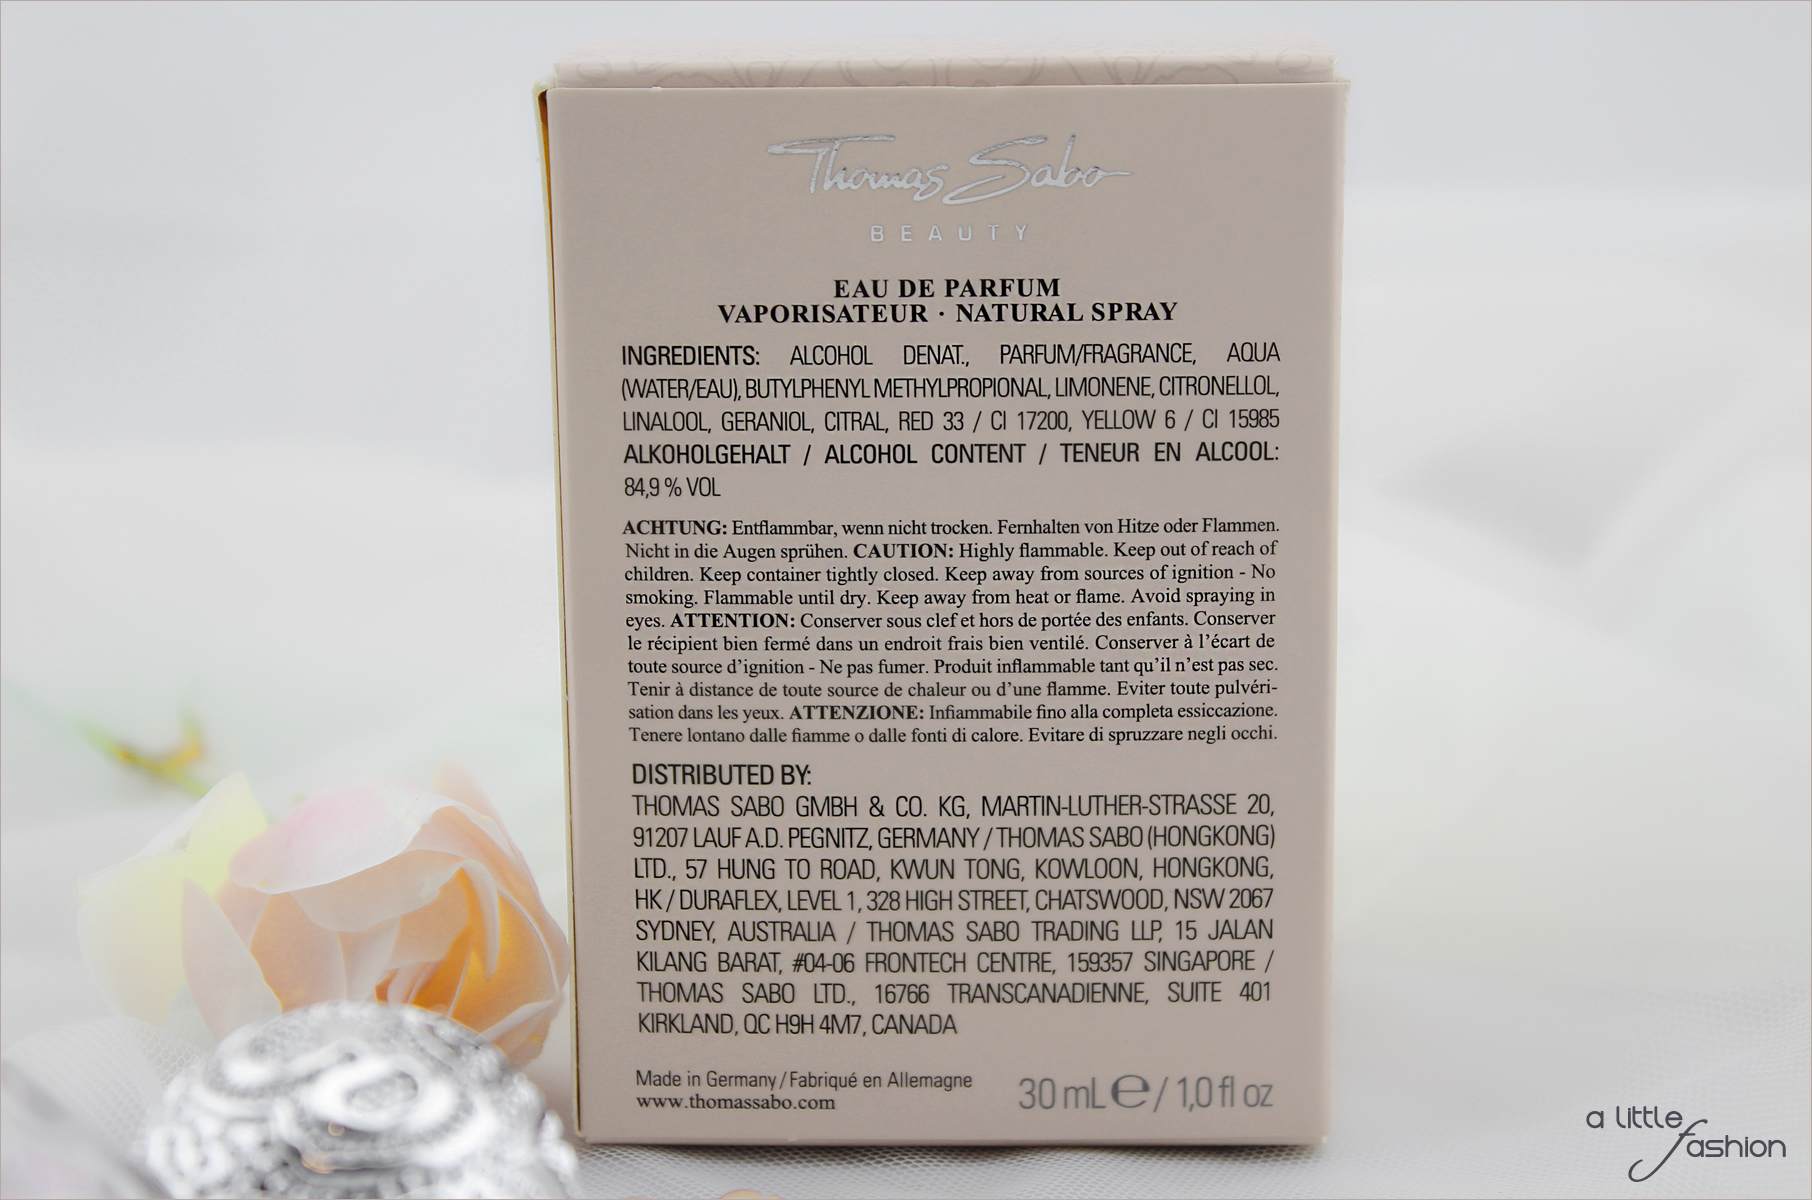 Thomas Sabo
BEAUTY
EAU DE PARFUM
VAPORISATEUR · NATURAL SPRAY
INGREDIENTS: ALCOHOL DENAT., PARFUM/FRAGRANCE, AQUA
(WATER/EAU), BUTYLPHENYL METHYLPROPIONAL, LIMONENE, CITRONELLOL,
LINALOOL, GERANIOL, CITRAL, RED 33 / CI 17200, YELLOW 6 / CI 15985
ALKOHOLGEHALT / ALCOHOL CONTENT / TENEUR EN ALCOOL:
84,9 % VOL
ACHTUNG: Entflammbar, wenn nicht trocken. Fernhalten von Hitze oder Flammen.
Nicht in die Augen sprühen. CAUTION: Highly flammable. Keep out of reach of
children. Keep container tightly closed. Keep away from sources of ignition - No
smoking. Flammable until dry. Keep away from heat or flame. Avoid spraying in
eyes. ATTENTION: Conserver sous clef et hors de portée des enfants. Conserver
le récipient bien fermé dans un endroit frais bien ventilé. Conserver à l'écart de
toute source d'ignition - Ne pas fumer. Produit inflammable tant qu'il n'est pas sec.
Tenir à distance de toute source de chaleur ou d'une flamme. Eviter toute pulvéri-
sation dans les yeux. ATTENZIONE: Infiammabile fino alla completa essiccazione.
Tenere lontano dalle fiamme o dalle fonti di calore. Evitare di spruzzare negli occhi.
DISTRIBUTED BY:
THOMAS SABO GMBH & CO. KG, MARTIN-LUTHER-STRASSE 20,
91207 LAUF A.D. PEGNITZ, GERMANY / THOMAS SABO (HONGKONG)
LTD., 57 HUNG TO ROAD, KWUN TONG, KOWLOON, HONGKONG,
HK / DURAFLEX, LEVEL 1, 328 HIGH STREET, CHATSWOOD, NSW 2067
SYDNEY, AUSTRALIA / THOMAS SABO TRADING LLP, 15 JALAN
KILANG BARAT, #04-06 FRONTECH CENTRE, 159357 SINGAPORE /
THOMAS SABO LTD., 16766 TRANSCANADIENNE, SUITE 401
KIRKLAND, QC H9H 4M7, CANADA
Made in Germany / Fabriqué en Allemagne
www.thomassabo.com
30 mL ℮ / 1,0 fl oz
a little
fashion